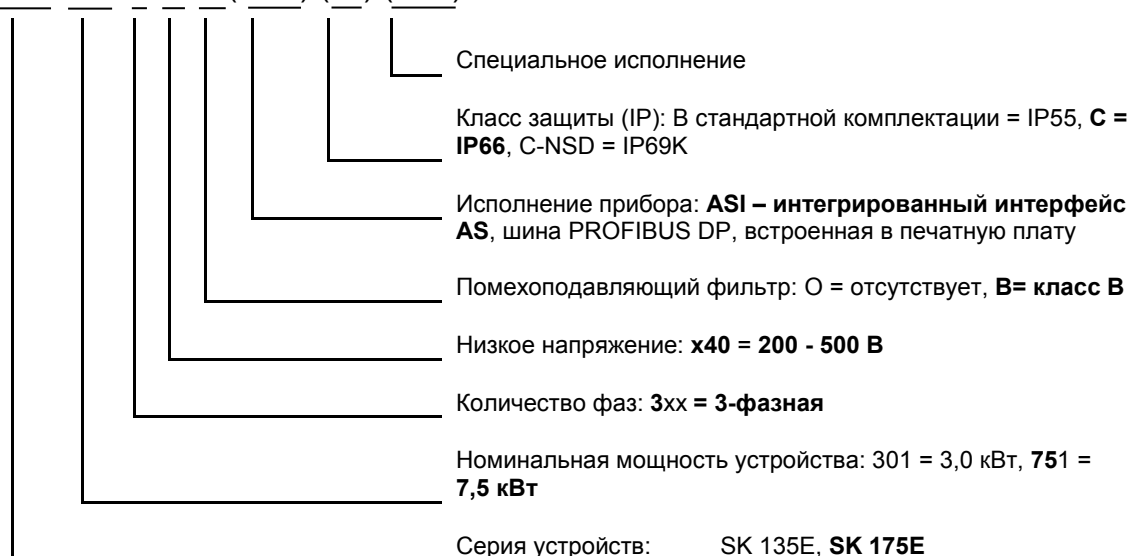 Специальное исполнение
Класс защиты (IP): В стандартной комплектации = IP55, C =
IP66, C-NSD = IP69K
Исполнение прибора: ASI – интегрированный интерфейс
AS, шина PROFIBUS DP, встроенная в печатную плату
Помехоподавляющий фильтр: O = отсутствует, B= класс B
Низкое напряжение: x40 = 200 - 500 В
Количество фаз: 3xx = 3-фазная
Номинальная мощность устройства: 301 = 3,0 кВт, 751 =
7,5 кВт
Серия устройств: SK 135E, SK 175E